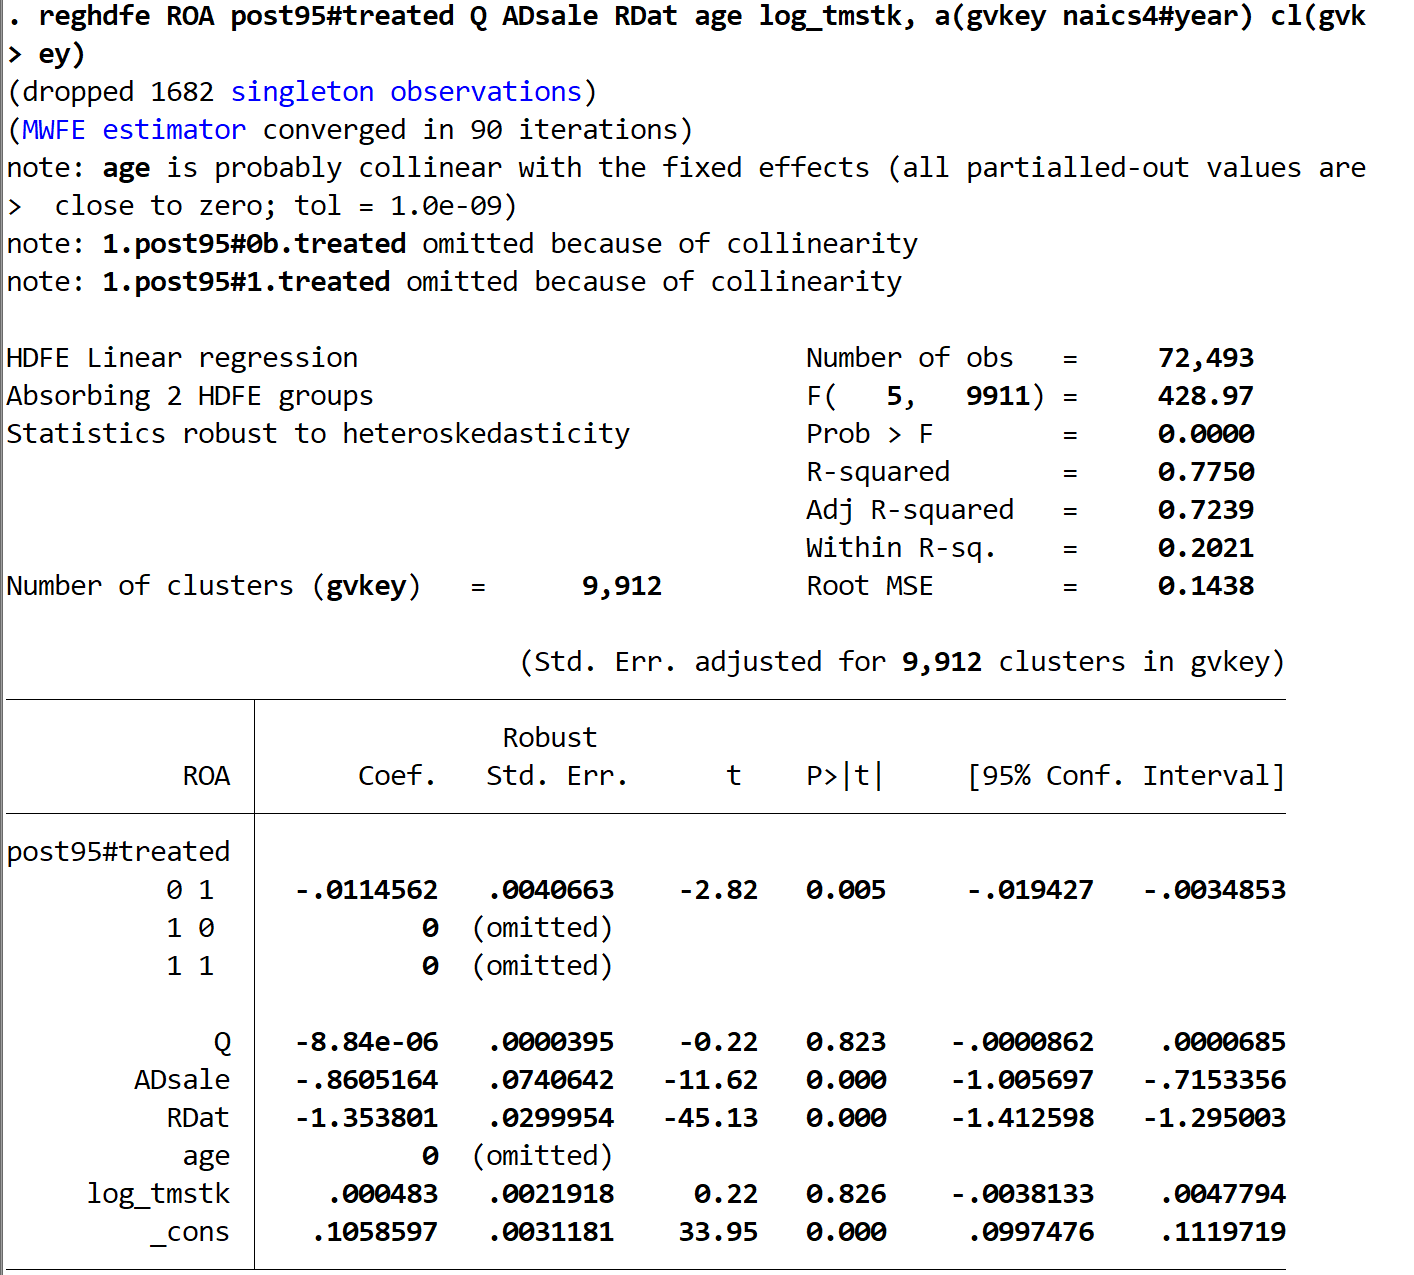 . reghdfe ROA post95#treated Q ADsale RDat age log_tmstk, a(gvkey naics4#year) cl(gvk
> ey)
(dropped 1682 singleton observations)
(MWFE estimator converged in 90 iterations)
note: age is probably collinear with the fixed effects (all partialled-out values are
>  close to zero; tol = 1.0e-09)
note: 1.post95#0b.treated omitted because of collinearity
note: 1.post95#1.treated omitted because of collinearity
HDFE Linear regression                            Number of obs   =     72,493
Absorbing 2 HDFE groups                           F(   5,   9911) =     428.97
Statistics robust to heteroskedasticity           Prob > F        =     0.0000
                                                  R-squared       =     0.7750
                                                  Adj R-squared   =     0.7239
                                                  Within R-sq.    =     0.2021
Number of clusters (gvkey)   =      9,912         Root MSE        =     0.1438
(Std. Err. adjusted for 9,912 clusters in gvkey)
Robust
ROA        Coef.   Std. Err.      t    P>|t|     [95% Conf. Interval]
post95#treated
0 1    -.0114562   .0040663    -2.82   0.005     -.019427   -.0034853
1 0            0  (omitted)
1 1            0  (omitted)
Q    -8.84e-06   .0000395    -0.22   0.823    -.0000862    .0000685
ADsale    -.8605164   .0740642   -11.62   0.000    -1.005697   -.7153356
RDat    -1.353801   .0299954   -45.13   0.000    -1.412598   -1.295003
age            0  (omitted)
log_tmstk      .000483   .0021918     0.22   0.826    -.0038133    .0047794
_cons     .1058597   .0031181    33.95   0.000     .0997476    .1119719